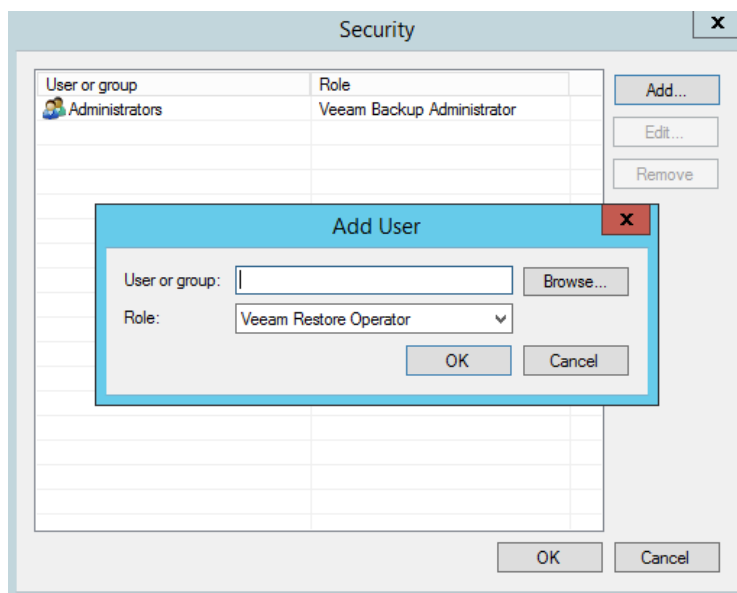 Security
x
User or group Role
Administrators Veeam Backup Administrator
Add...
Edit...
Remove
Add User
x
User or group: Browse...
Role: Veeam Restore Operator
OK Cancel
OK Cancel